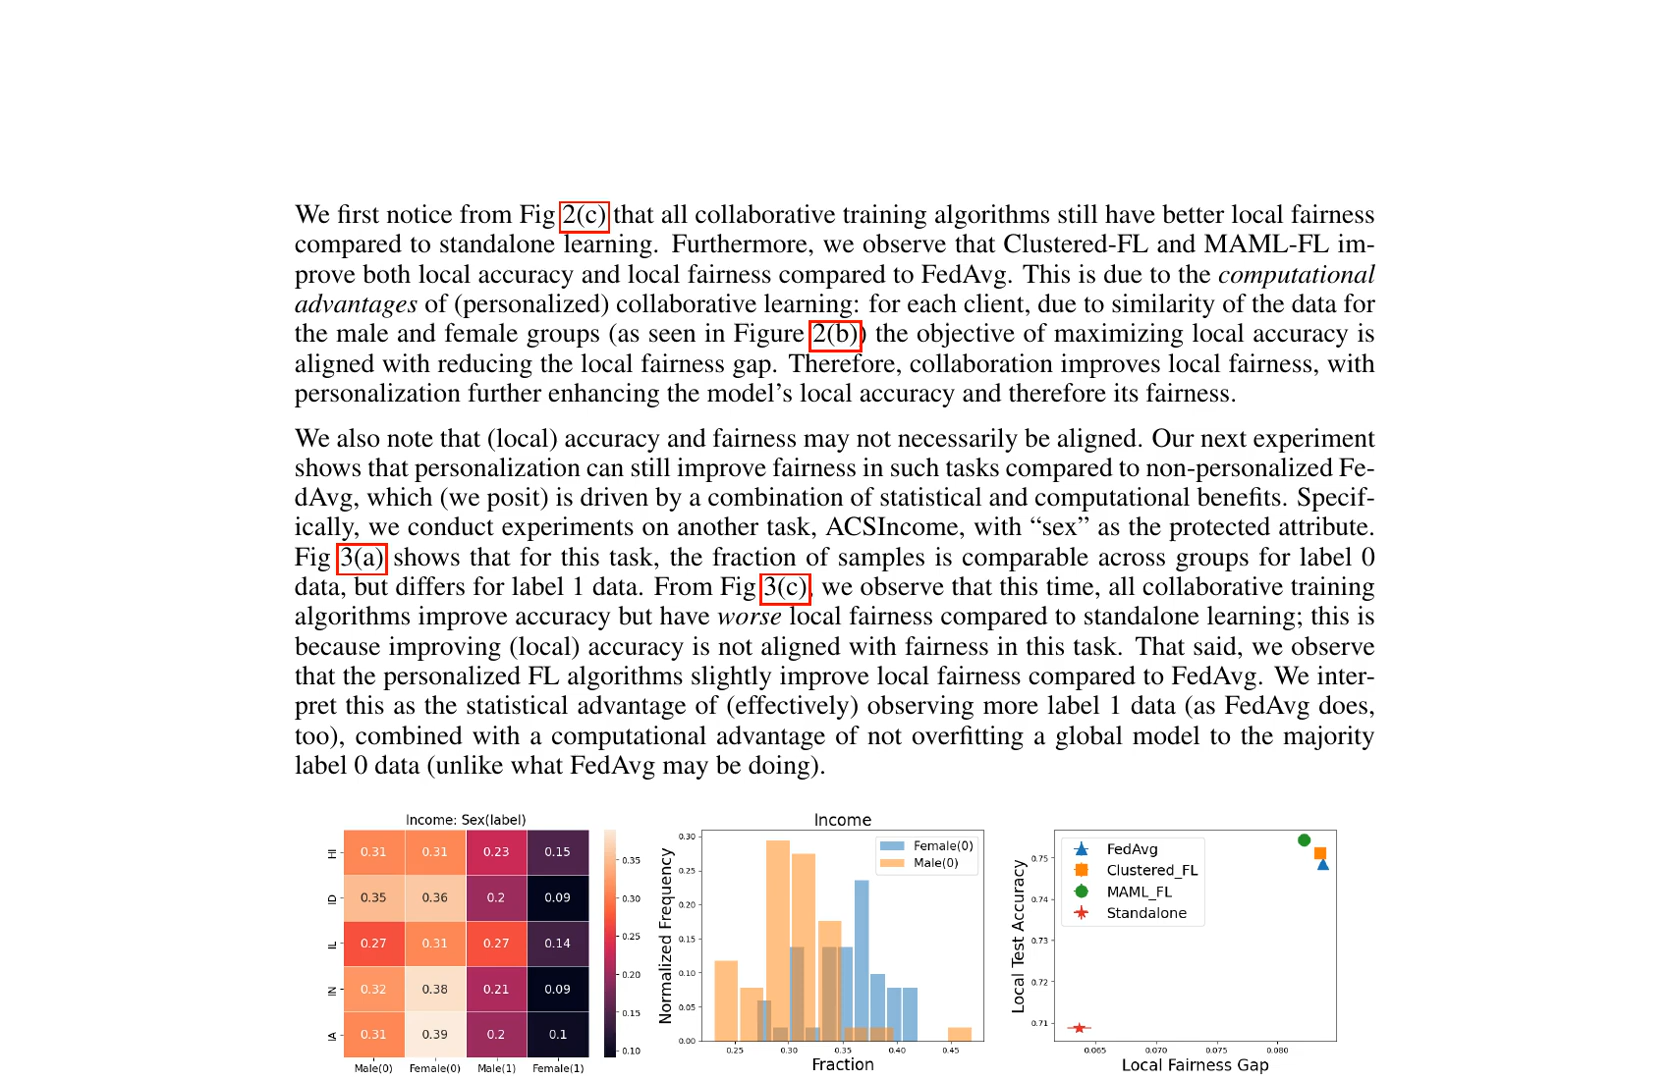 We first notice from Fig 2(c) that all collaborative training algorithms still have better local fairness
compared to standalone learning. Furthermore, we observe that Clustered-FL and MAML-FL im-
prove both local accuracy and local fairness compared to FedAvg. This is due to the computational
advantages of (personalized) collaborative learning: for each client, due to similarity of the data for
the male and female groups (as seen in Figure 2(b)) the objective of maximizing local accuracy is
aligned with reducing the local fairness gap. Therefore, collaboration improves local fairness, with
personalization further enhancing the model's local accuracy and therefore its fairness.
We also note that (local) accuracy and fairness may not necessarily be aligned. Our next experiment
shows that personalization can still improve fairness in such tasks compared to non-personalized Fe-
dAvg, which (we posit) is driven by a combination of statistical and computational benefits. Specif-
ically, we conduct experiments on another task, ACSIncome, with “sex” as the protected attribute.
Fig 3(a) shows that for this task, the fraction of samples is comparable across groups for label 0
data, but differs for label 1 data. From Fig 3(c), we observe that this time, all collaborative training
algorithms improve accuracy but have worse local fairness compared to standalone learning; this is
because improving (local) accuracy is not aligned with fairness in this task. That said, we observe
that the personalized FL algorithms slightly improve local fairness compared to FedAvg. We inter-
pret this as the statistical advantage of (effectively) observing more label 1 data (as FedAvg does,
too), combined with a computational advantage of not overfitting a global model to the majority
label 0 data (unlike what FedAvg may be doing).
Income: Sex(label)
HI 0.31 0.31 0.23 0.15
ID 0.35 0.36 0.2 0.09
IL 0.27 0.31 0.27 0.14
IN 0.32 0.38 0.21 0.09
IA 0.31 0.39 0.2 0.1
Male(0) Female(0) Male(1) Female(1)
0.35
0.30
0.25
0.20
0.15
0.10
Income
Normalized Frequency
0.30
0.25
0.20
0.15
0.10
0.05
0.00
Female(0)
Male(0)
0.25 0.30 0.35 0.40 0.45
Fraction
Local Test Accuracy
0.75
0.74
0.73
0.72
0.71
FedAvg
Clustered_FL
MAML_FL
Standalone
0.065 0.070 0.075 0.080
Local Fairness Gap